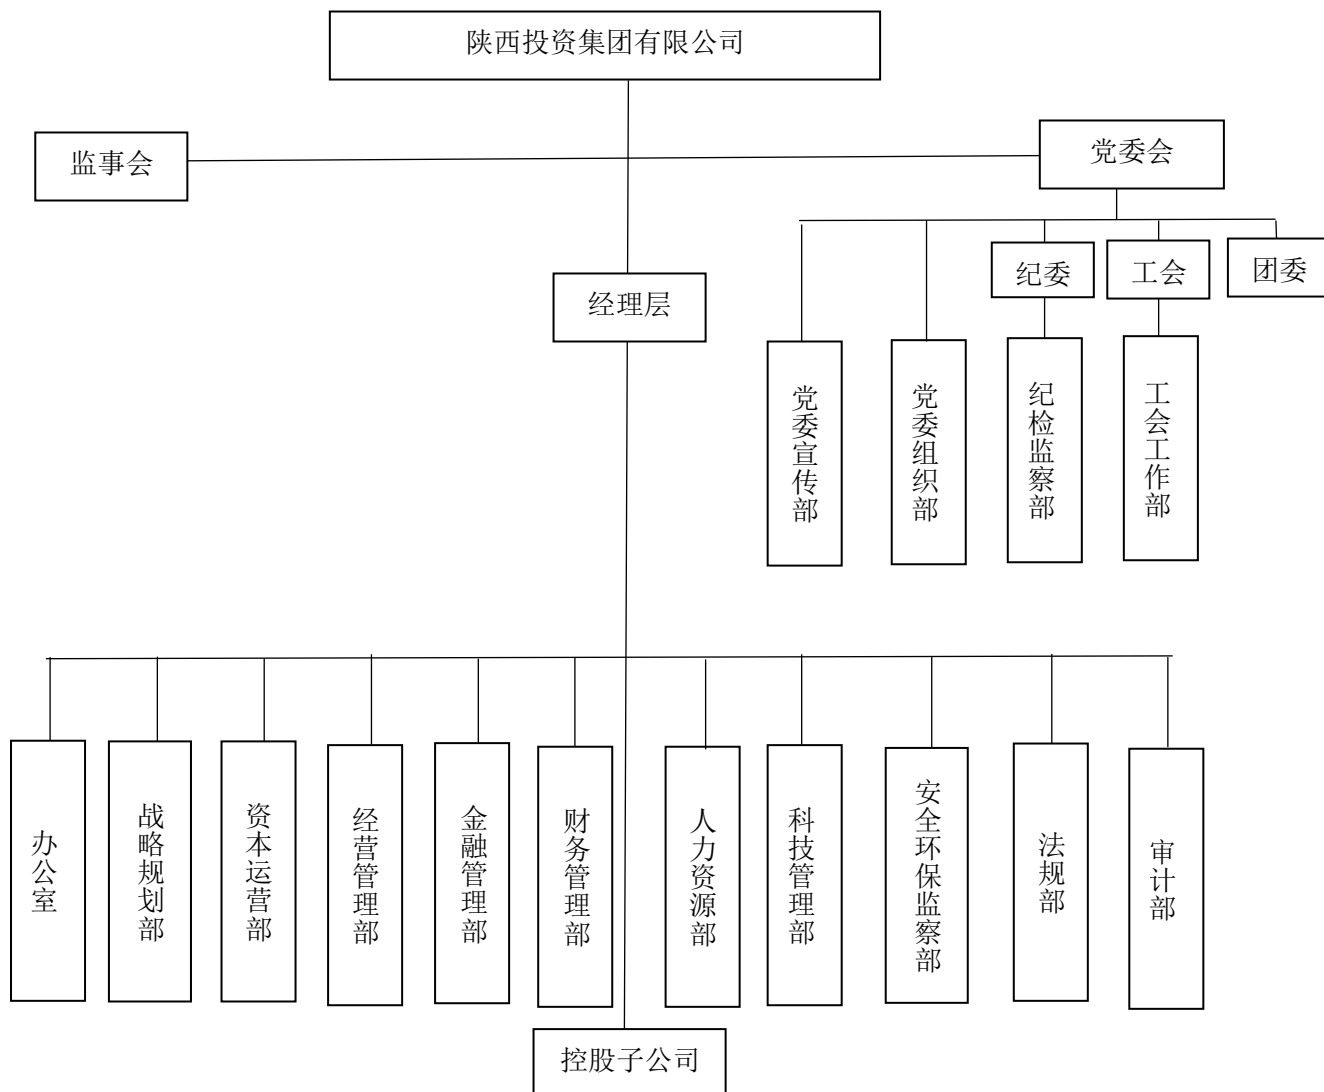 陕西投资集团有限公司
监事会
党委会
纪委
工会
团委
经理层
党委宣传部
党委组织部
纪检监察部
工会工作部
办公室
战略规划部
资本运营部
经营管理部
金融管理部
财务管理部
人力资源部
科技管理部
安全环保监察部
法规部
审计部
控股子公司